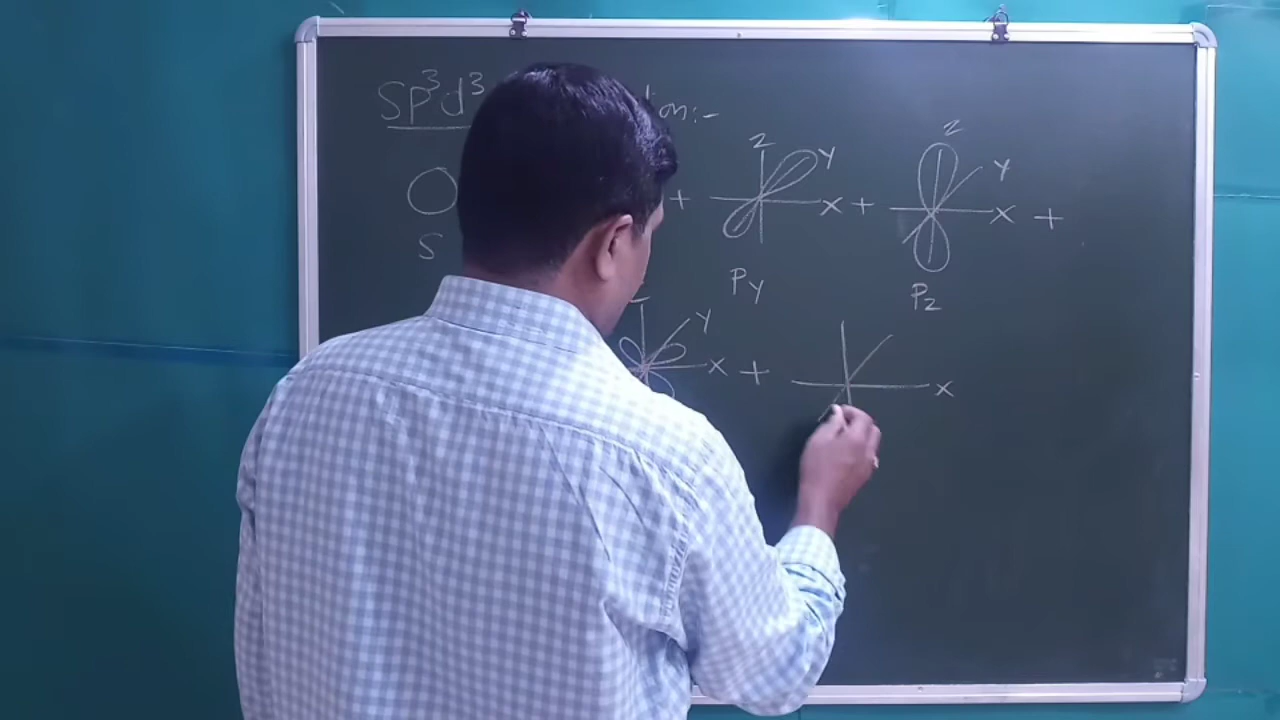 SP³d³ :-
Z Y X + Z Y X +
+
S PY PZ
Y X + X